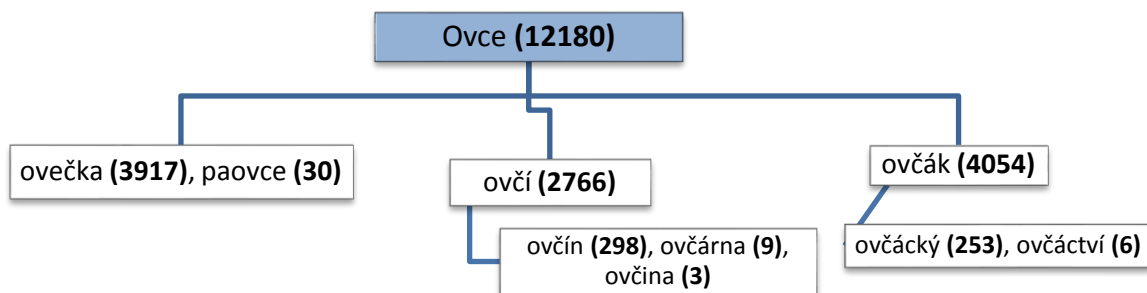 Ovce (12180)
ovečka (3917), paovce (30)
ovčí (2766)
ovčák (4054)
ovčín (298), ovčárna (9),
ovčina (3)
ovčácký (253), ovčáctví (6)